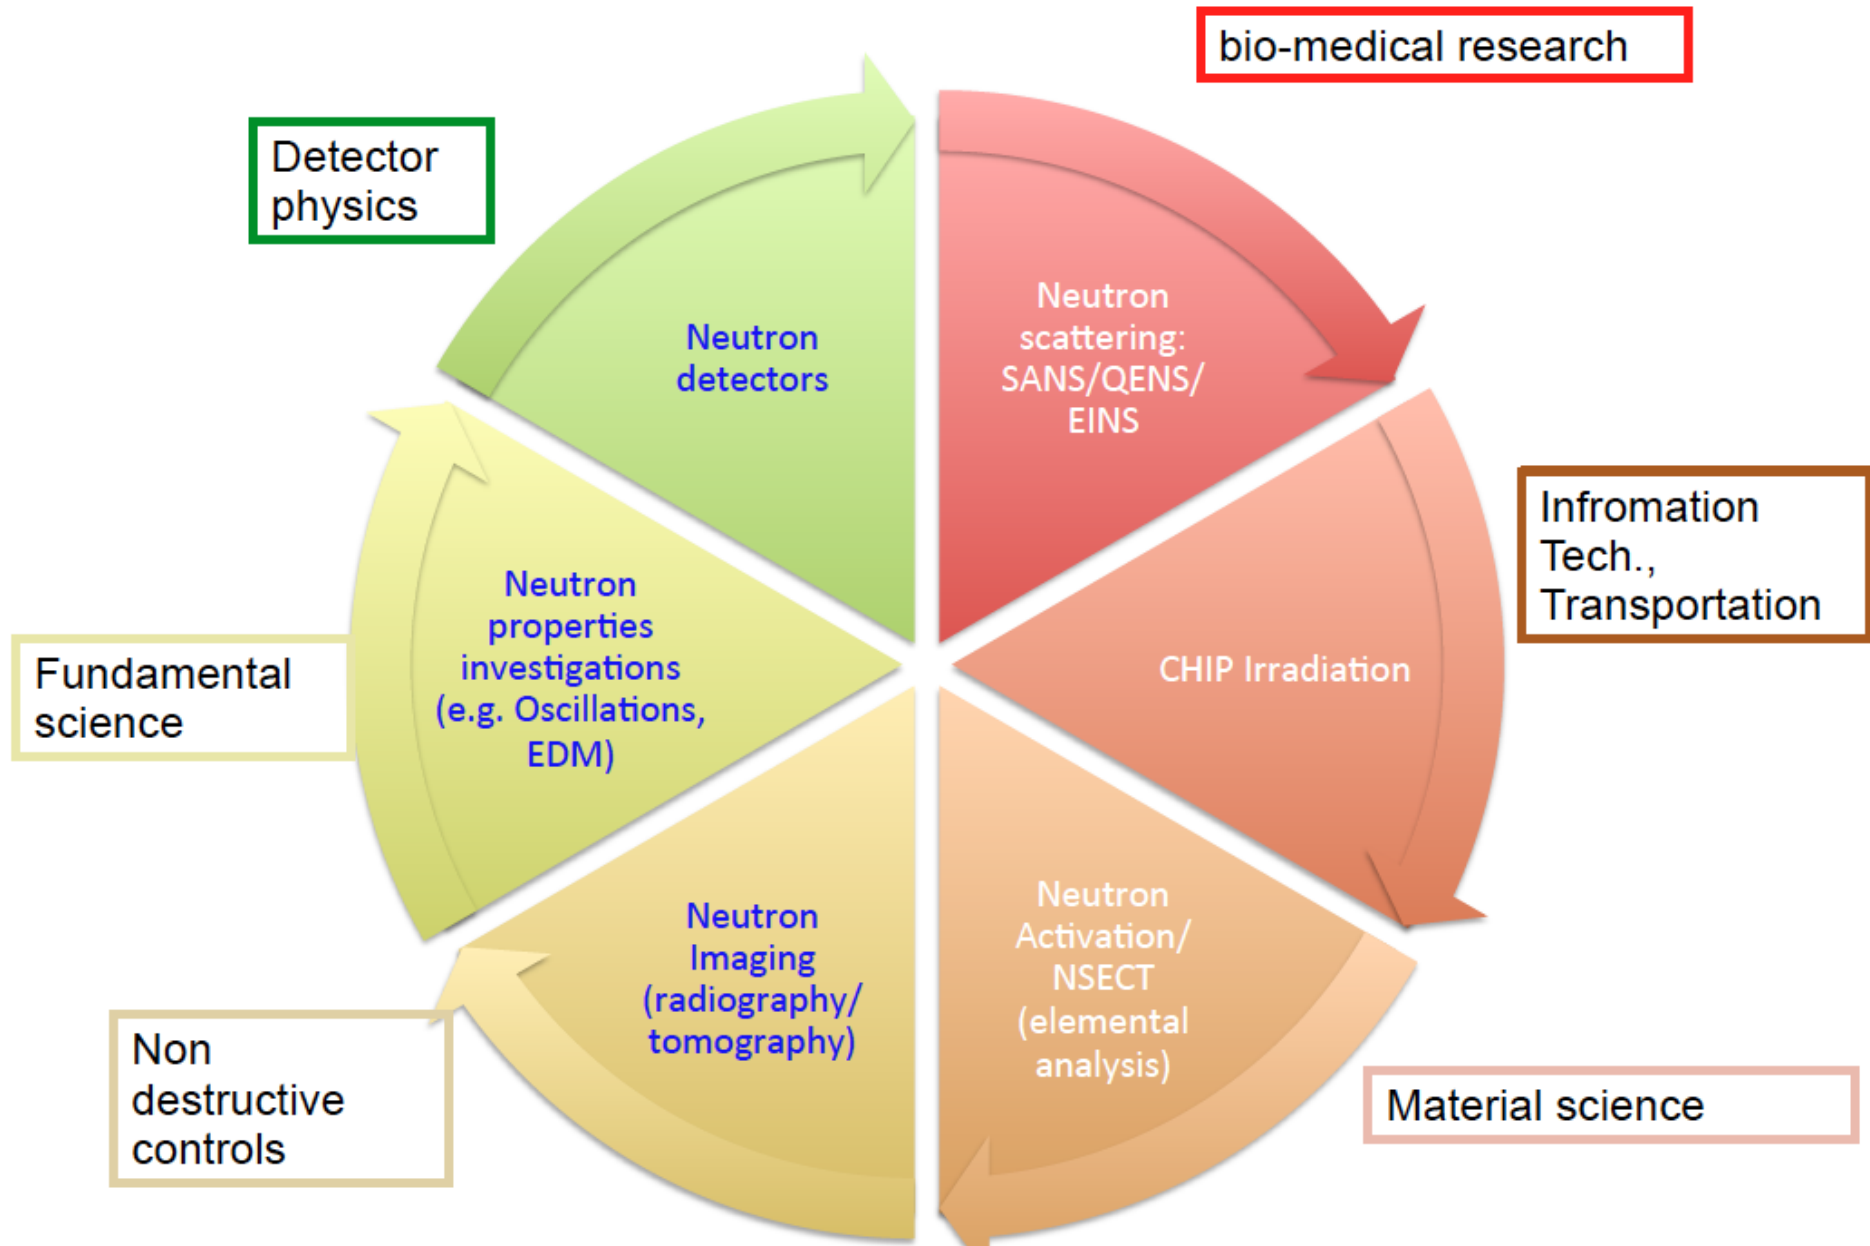 bio-medical research
Detector
physics
Neutron
scattering:
SANS/QENS/
EINS
Neutron
detectors
Infromation
Tech.,
Transportation
CHIP Irradiation
Neutron
properties
investigations
(e.g. Oscillations,
EDM)
Fundamental
science
Neutron
Activation/
NSECT
(elemental
analysis)
Neutron
Imaging
(radiography/
tomography)
Non
destructive
controls
Material science